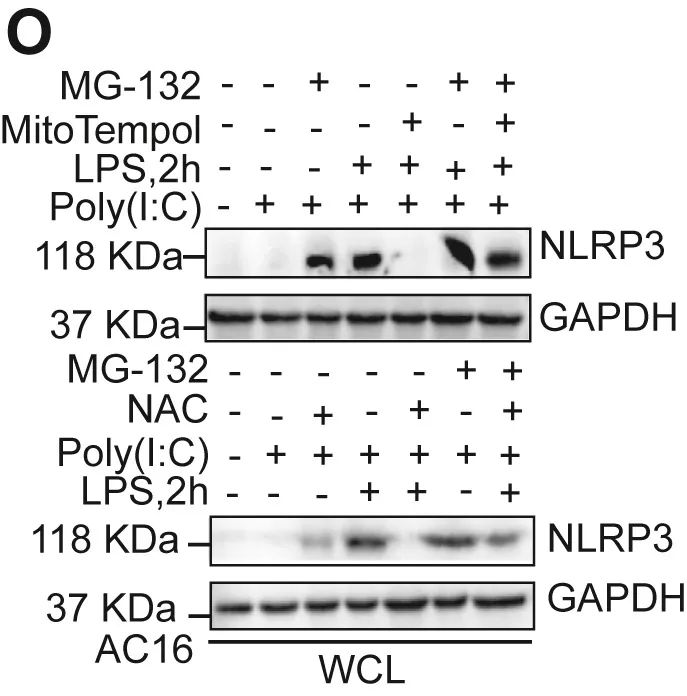 O
MG-132 - - + - - + +
MitoTempol - - - - + - +
LPS,2h - - - + + + +
Poly(I:C) - + + + + + +
118 KDa NLRP3
37 KDa GAPDH
MG-132 - - - - - + +
NAC - - + - + - +
Poly(I:C) - + + + + + +
LPS,2h - - - + + - +
118 KDa NLRP3
37 KDa GAPDH
AC16
WCL